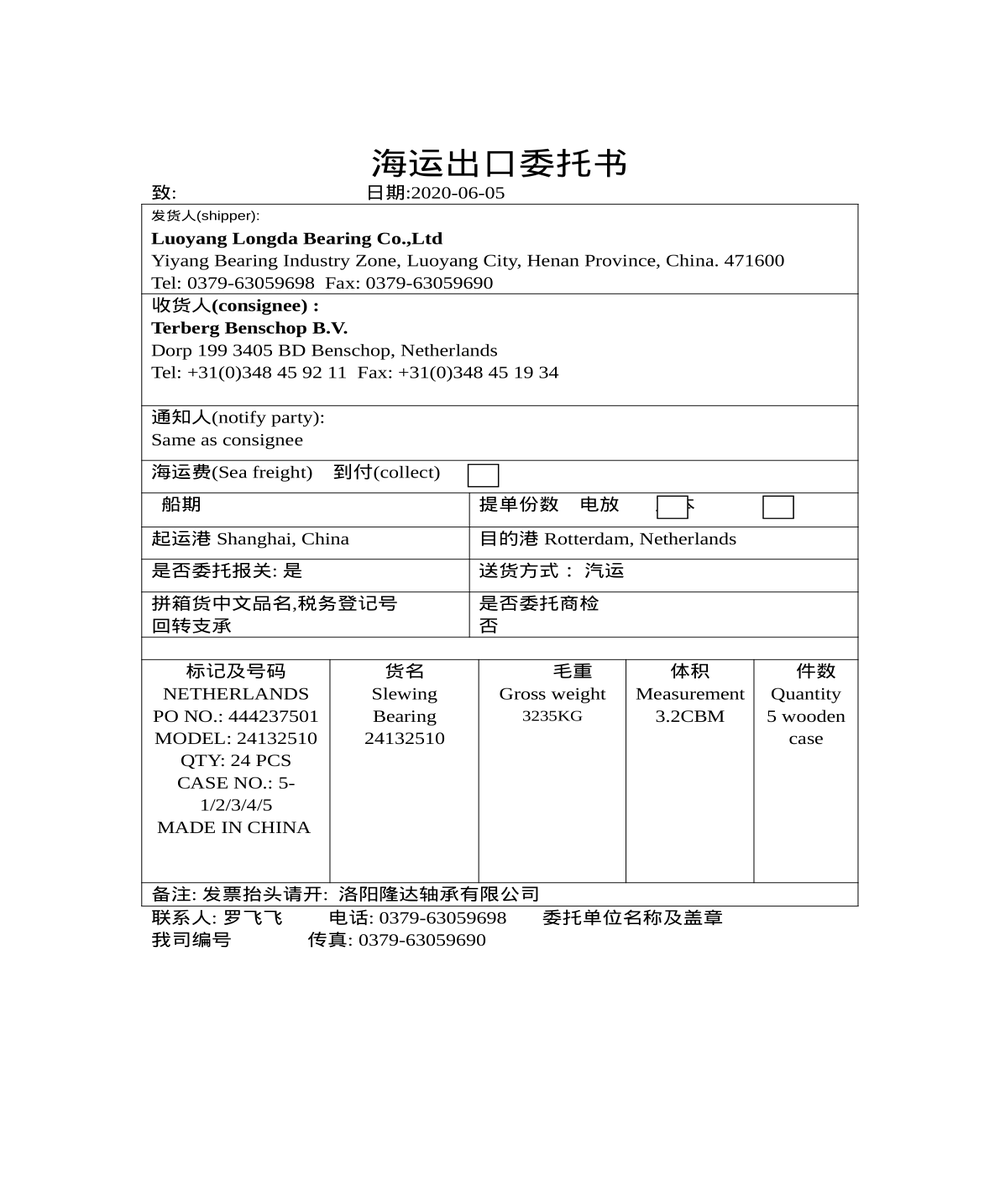 海运出口委托书
致: 日期:2020-06-05
发货人(shipper):
Luoyang Longda Bearing Co.,Ltd
Yiyang Bearing Industry Zone, Luoyang City, Henan Province, China. 471600
Tel: 0379-63059698 Fax: 0379-63059690
收货人(consignee) :
Terberg Benschop B.V.
Dorp 199 3405 BD Benschop, Netherlands
Tel: +31(0)348 45 92 11 Fax: +31(0)348 45 19 34
通知人(notify party):
Same as consignee
海运费(Sea freight) 到付(collect)
船期 提单份数 电放
起运港 Shanghai, China 目的港 Rotterdam, Netherlands
是否委托报关: 是 送货方式 : 汽运
拼箱货中文品名,税务登记号 是否委托商检
回转支承 否
标记及号码 货名 毛重 体积 件数
NETHERLANDS Slewing Gross weight Measurement Quantity
PO NO.: 444237501 Bearing 3235KG 3.2CBM 5 wooden
MODEL: 24132510 24132510 case
QTY: 24 PCS
CASE NO.: 5-
1/2/3/4/5
MADE IN CHINA
备注: 发票抬头请开: 洛阳隆达轴承有限公司
联系人: 罗飞飞 电话: 0379-63059698 委托单位名称及盖章
我司编号 传真: 0379-63059690